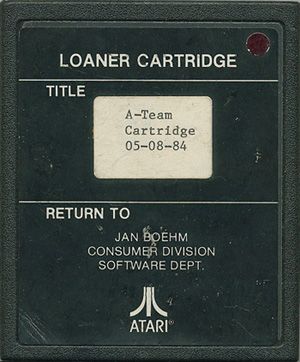 LOANER CARTRIDGE
TITLE
A-Team
Cartridge
05-08-84
RETURN TO
JAN BOEHM
CONSUMER DIVISION
SOFTWARE DEPT.
ATARI®